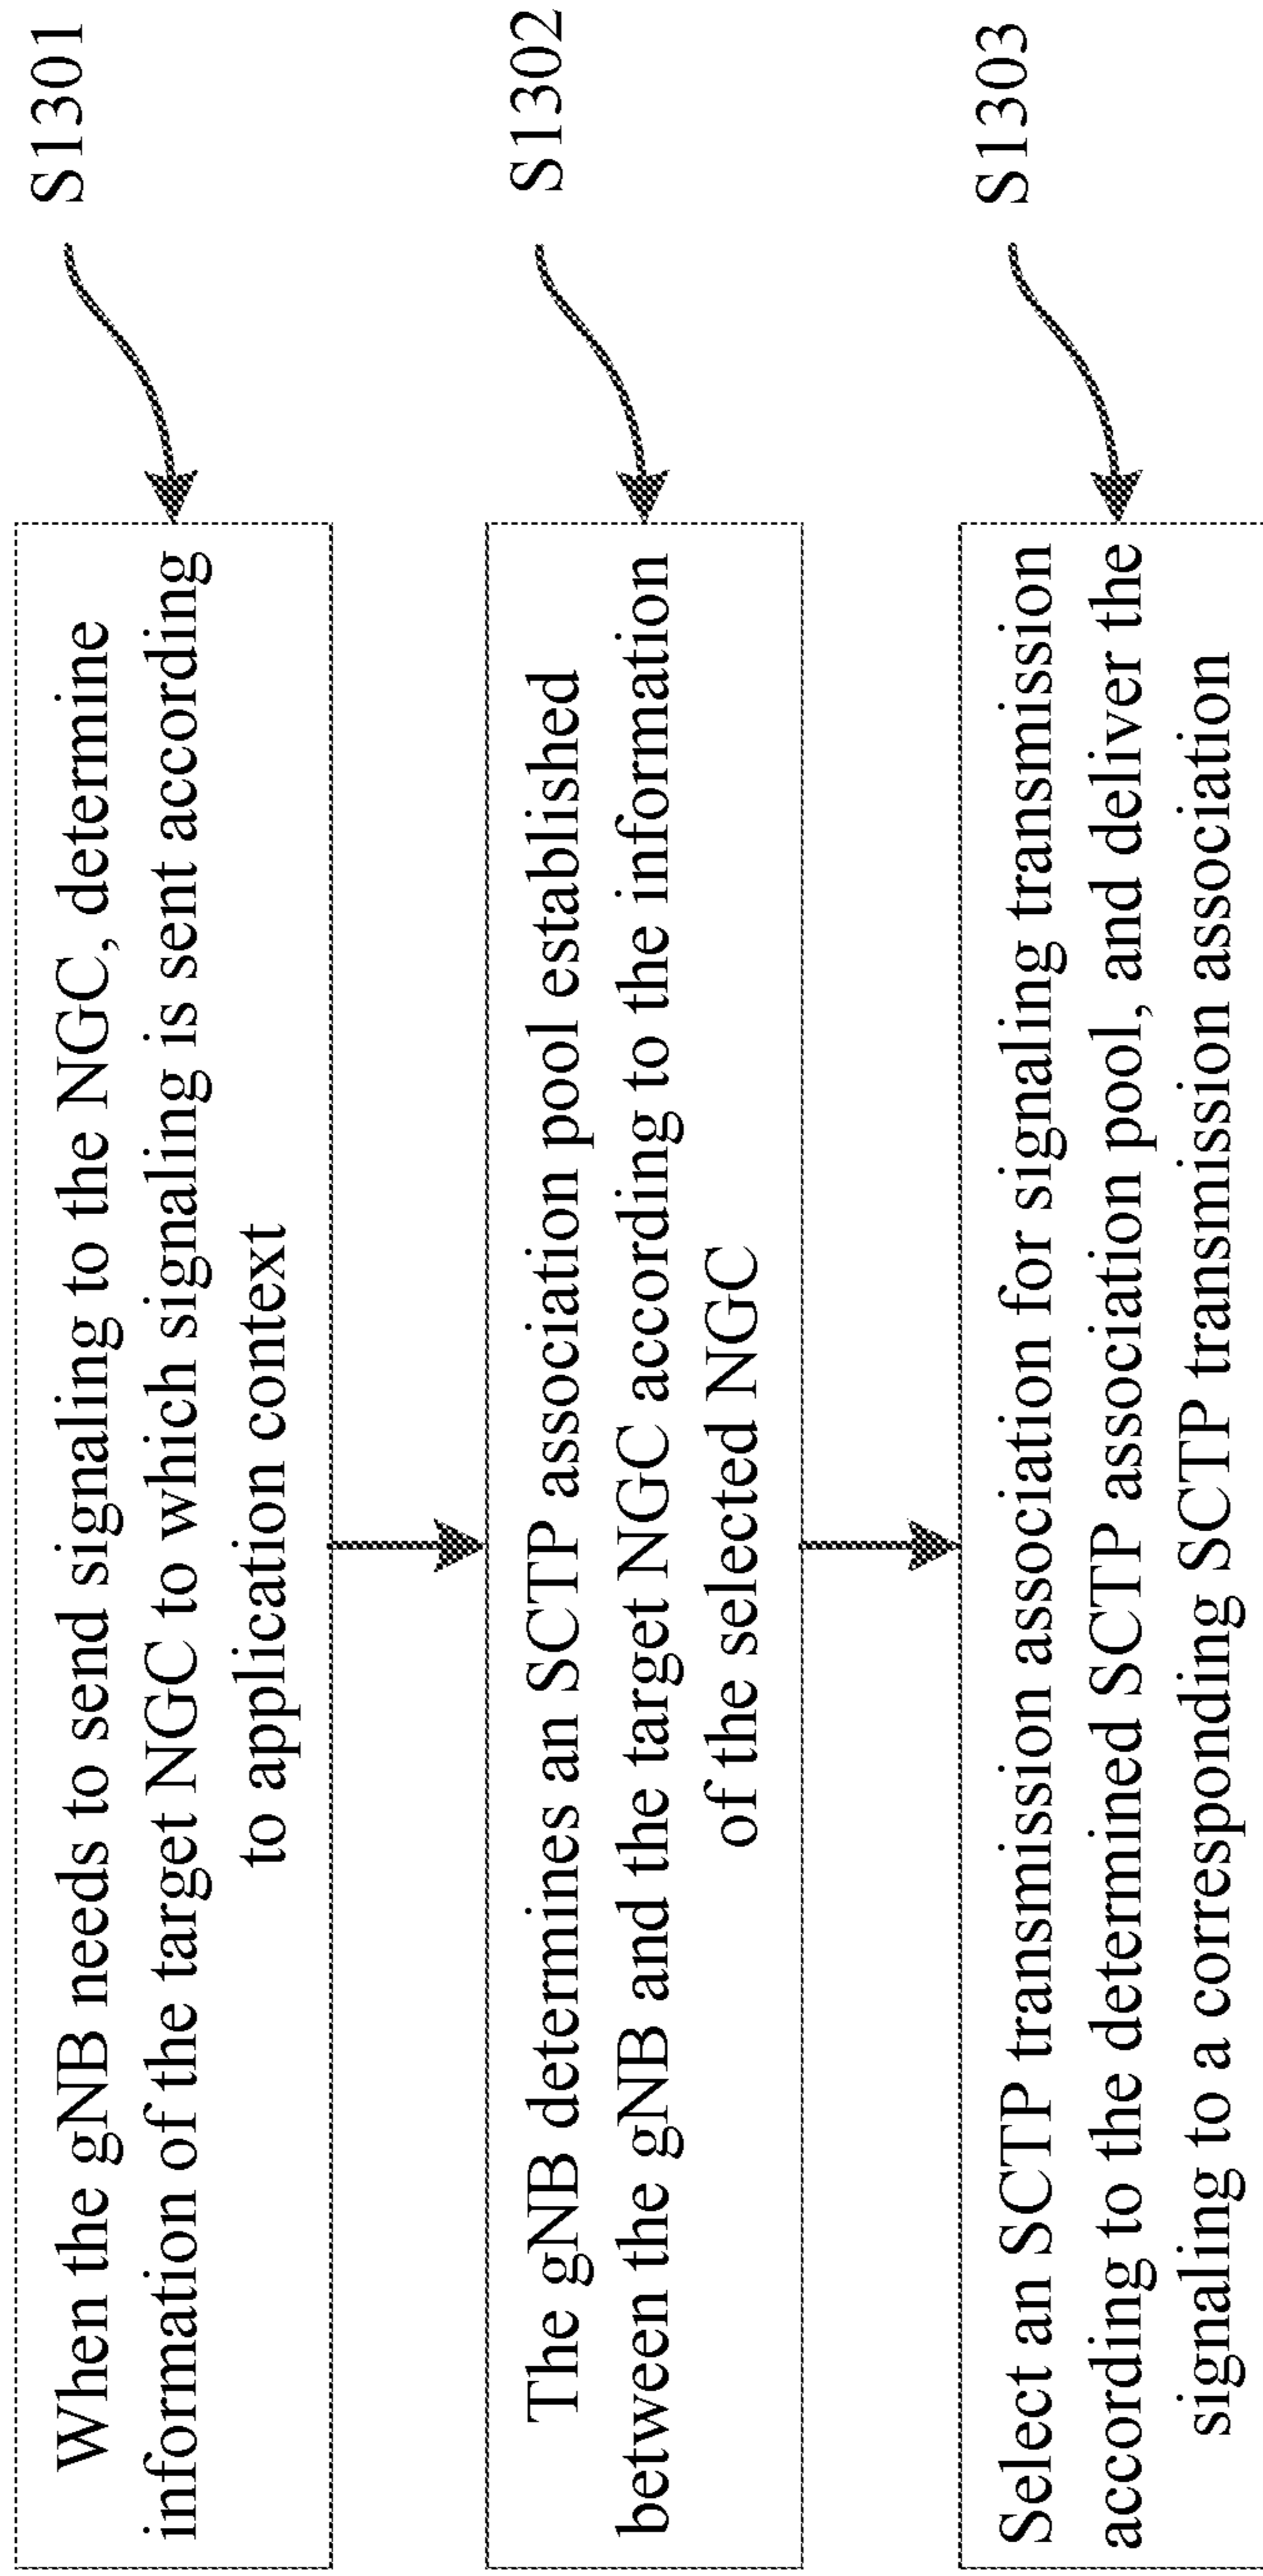 When the gNB needs to send signaling to the NGC, determine
information of the target NGC to which signaling is sent according
to application context
S1301
The gNB determines an SCTP association pool established
between the gNB and the target NGC according to the information
of the selected NGC
S1302
Select an SCTP transmission association for signaling transmission
according to the determined SCTP association pool, and deliver the
signaling to a corresponding SCTP transmission association
S1303